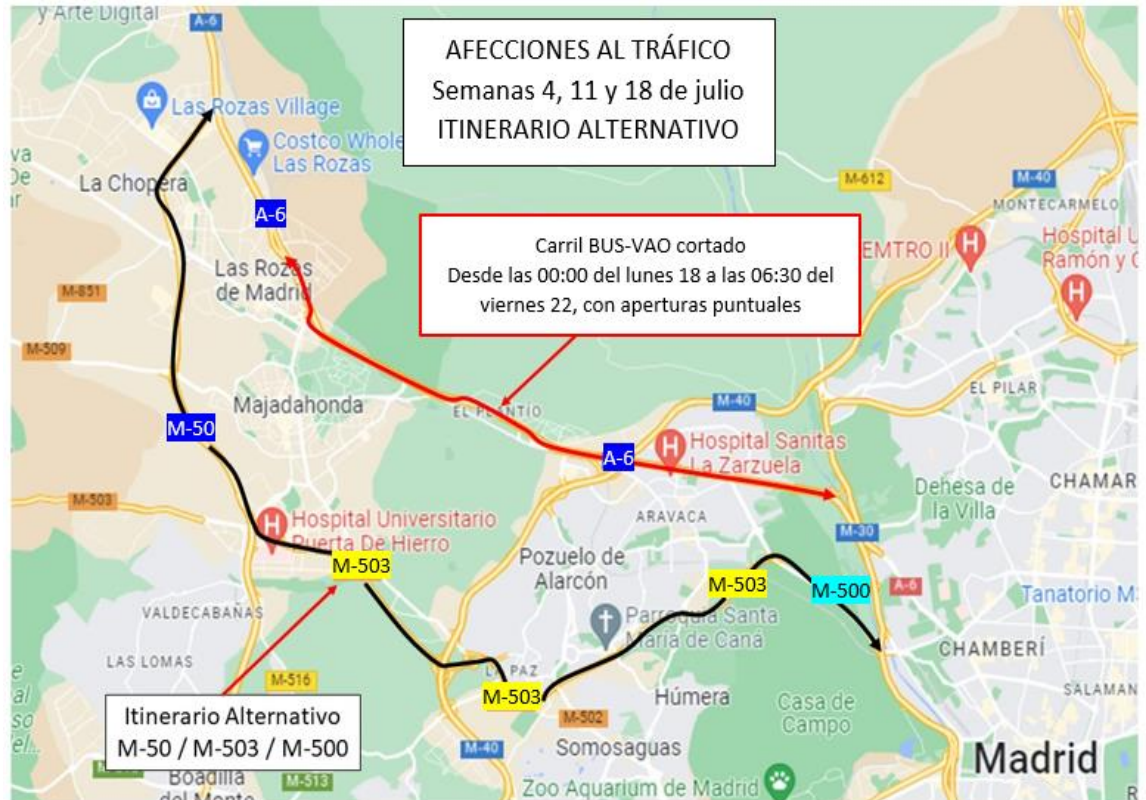 y Arte Digital
A-6
AFECCIONES AL TRÁFICO
Semanas 4, 11 y 18 de julio
ITINERARIO ALTERNATIVO
Las Rozas Village
Costco Whole
Las Rozas
La Chopera
M-612
M-40
MONTECARMELO
A-6
Carril BUS-VAO cortado
Desde las 00:00 del lunes 18 a las 06:30 del
viernes 22, con aperturas puntuales
EMTRO II
Hospital U
Ramón y C
Las Rozas
de Madrid
M-851
M-509
EL PILAR
Majadahonda
EL PLANTÍO
M-40
M-50
A-6
Hospital Sanitas
La Zarzuela
Dehesa de
la Villa
CHAMAR
M-503
Hospital Universitario
Puerta De Hierro
ARAVACA
M-30
M-503
Pozuelo de
Alarcón
M-503
M-500
A-6
Tanatorio M
VALDECABAÑAS
Parroquia Santa
María de Caná
CHAMBERÍ
LAS LOMAS
M-516
LA PAZ
M-503
Húmera
Casa de
Campo
SALAMAN
Itinerario Alternativo
M-50 / M-503 / M-500
M-502
M-40
Somosaguas
Madrid
Boadilla
del Monte
M-513
Zoo Aquarium de Madrid